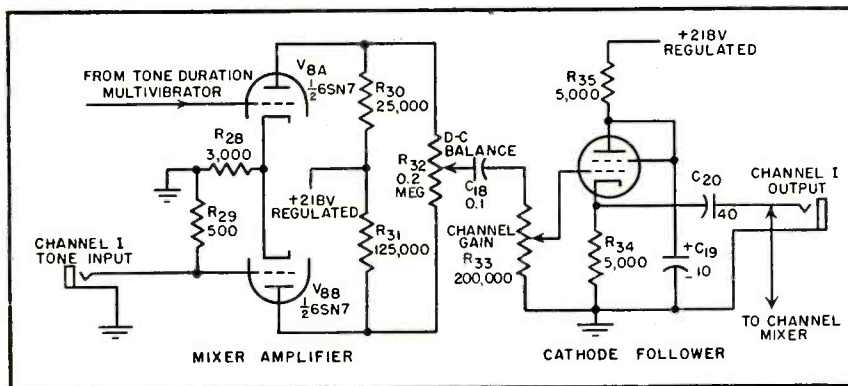 FROM TONE DURATION
MULTIVIBRATOR
V8A
½6SN7
R28
3,000
R29
500
CHANNEL I
TONE INPUT
V8B
½6SN7
MIXER AMPLIFIER
R30
25,000
+218V
REGULATED
R31
125,000
D-C
BALANCE
R32
0.2
MEG
C18
0.1
CHANNEL
GAIN
R33
200,000
+218V
REGULATED
R35
5,000
R34
5,000
C20
40
+C19
-10
CHANNEL I
OUTPUT
TO CHANNEL
MIXER
CATHODE FOLLOWER